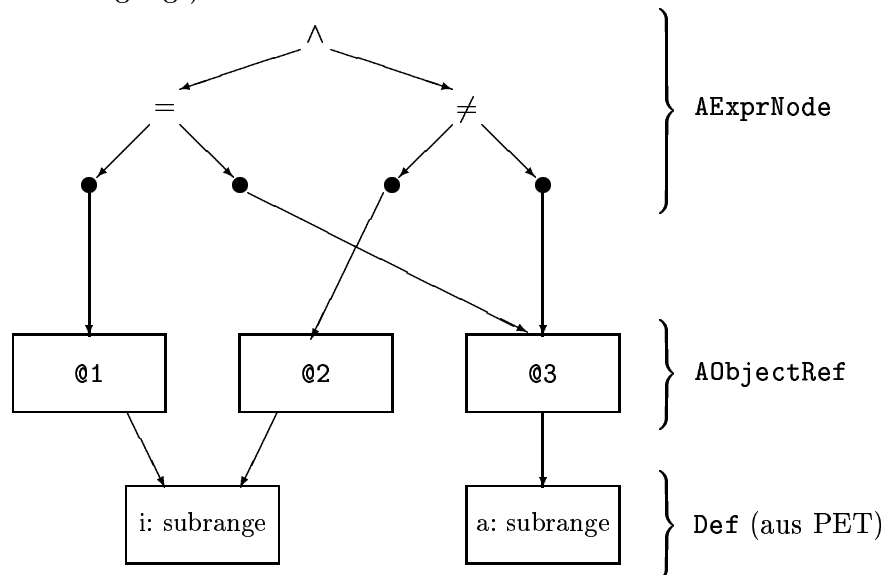 ∧
= ≠ AExprNode
@1 @2 @3 AObjectRef
i: subrange a: subrange Def (aus PET)